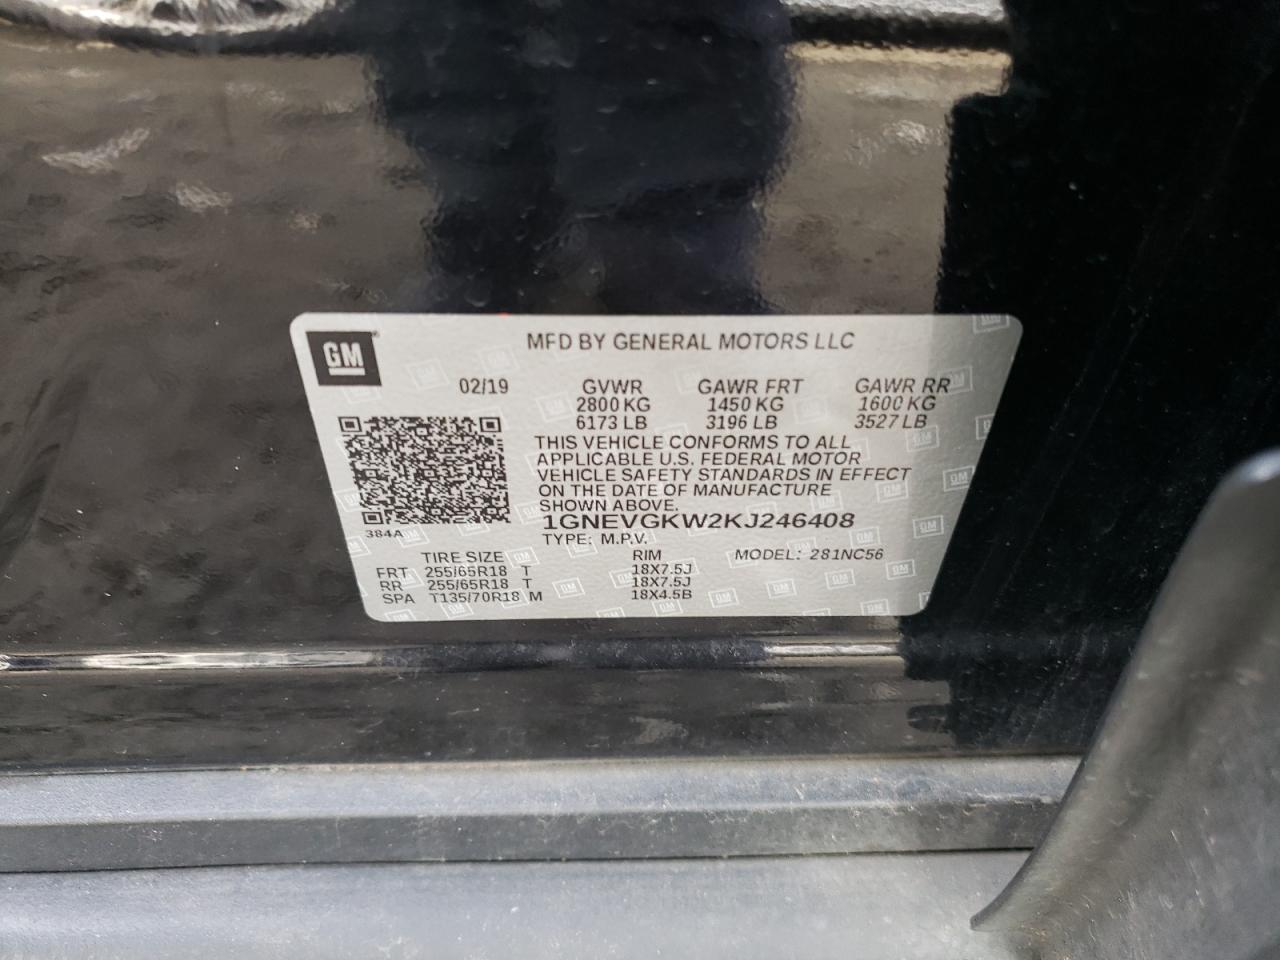 GM
MFD BY GENERAL MOTORS LLC
02/19 GVWR GAWR FRT GAWR RR
2800 KG 1450 KG 1600 KG
6173 LB 3196 LB 3527 LB
THIS VEHICLE CONFORMS TO ALL
APPLICABLE U.S. FEDERAL MOTOR
VEHICLE SAFETY STANDARDS IN EFFECT
ON THE DATE OF MANUFACTURE
SHOWN ABOVE.
1GNEVGKW2KJ246408
384A
TYPE: M.P.V.
TIRE SIZE RIM MODEL: 281NC56
FRT 255/65R18 T 18X7.5J
RR 255/65R18 T 18X7.5J
SPA T135/70R18 M 18X4.5B